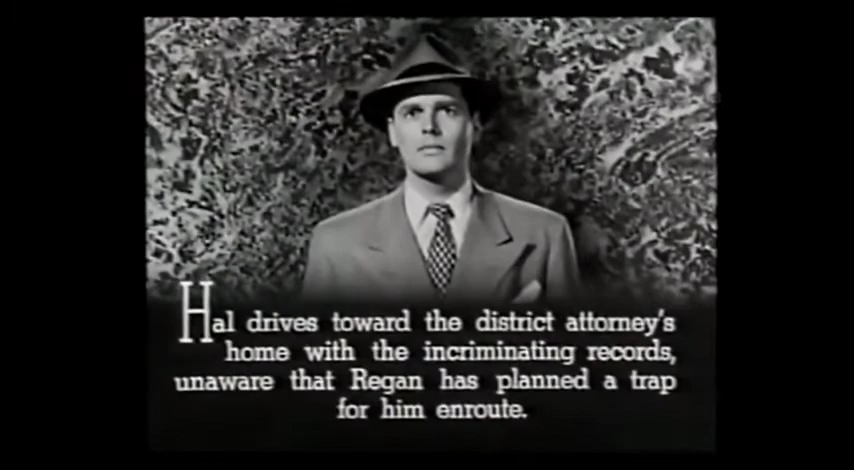 Hal drives toward the district attorney's
home with the incriminating records,
unaware that Regan has planned a trap
for him enroute.